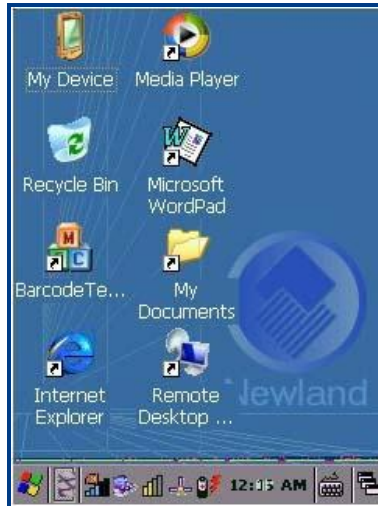 My Device Media Player
Recycle Bin Microsoft
WordPad
BarcodeTe... My
Documents
Internet Remote
Explorer Desktop ...
Newland
12:15 AM